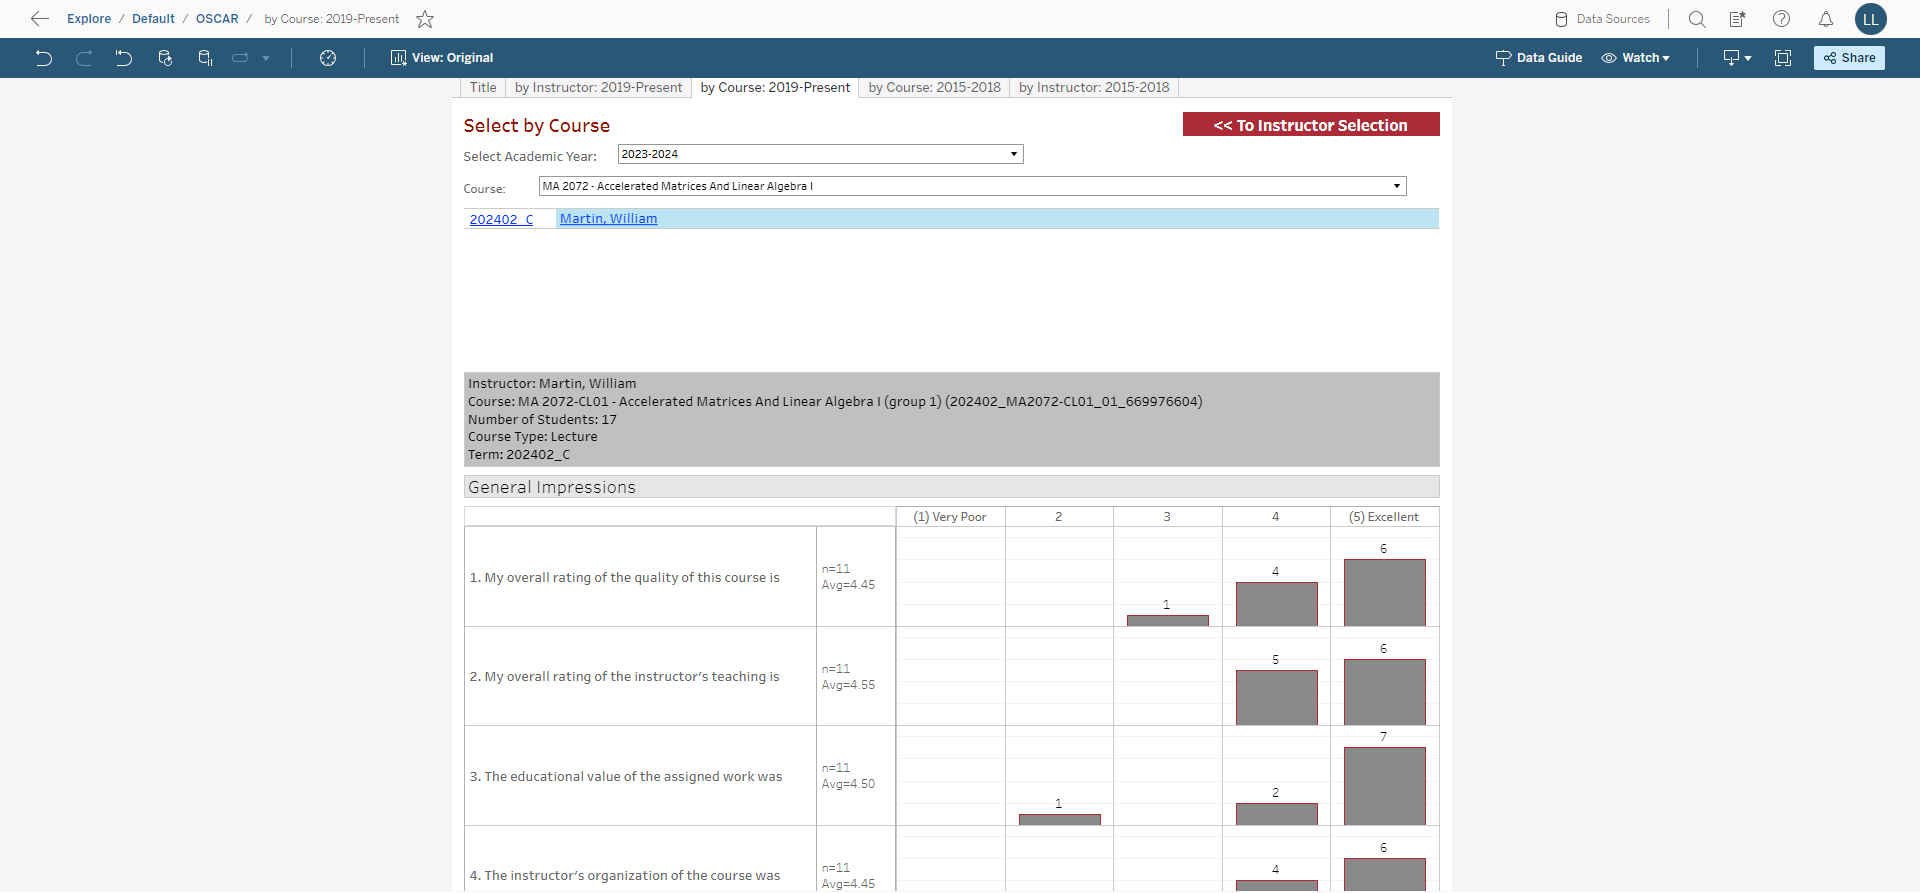 Explore / Default / OSCAR / by Course: 2019-Present
Data Sources
LL
View: Original
Data Guide
Watch
Share
Title
by Instructor: 2019-Present
by Course: 2019-Present
by Course: 2015-2018
by Instructor: 2015-2018
Select by Course
<< To Instructor Selection
Select Academic Year: 2023-2024
Course: MA 2072 - Accelerated Matrices And Linear Algebra I
202402_C Martin, William
Instructor: Martin, William
Course: MA 2072-CL01 - Accelerated Matrices And Linear Algebra I (group 1) (202402_MA2072-CL01_01_669976604)
Number of Students: 17
Course Type: Lecture
Term: 202402_C
General Impressions
(1) Very Poor 2 3 4 (5) Excellent
1. My overall rating of the quality of this course is
n=11
Avg=4.45
1 4 6
2. My overall rating of the instructor's teaching is
n=11
Avg=4.55
5 6
3. The educational value of the assigned work was
n=11
Avg=4.50
1 2 7
4. The instructor's organization of the course was
n=11
Avg=4.45
4 6